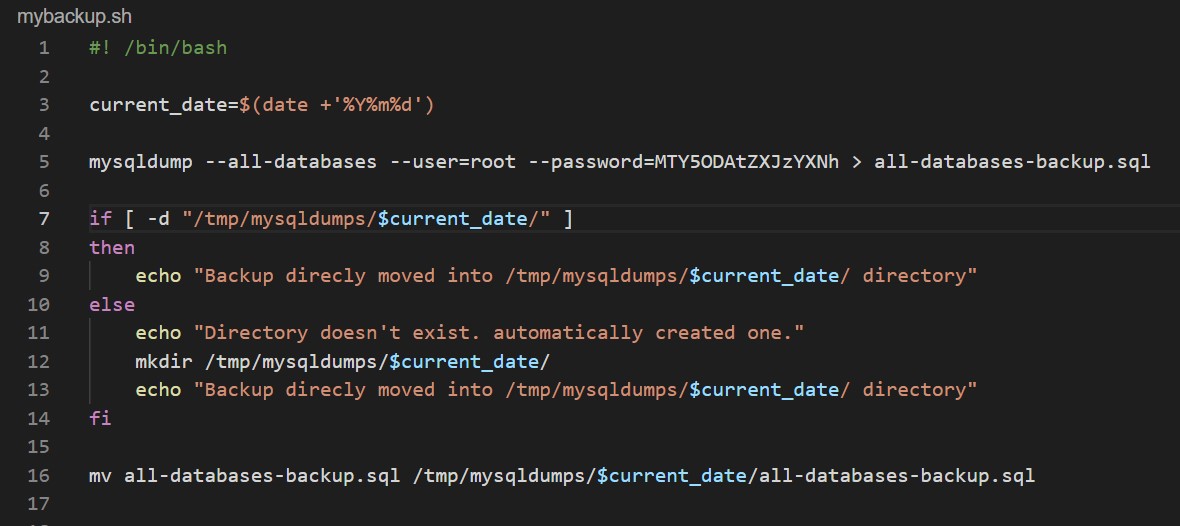 mybackup.sh
1 #! /bin/bash
2
3 current_date=$(date +'%Y%m%d')
4
5 mysqldump --all-databases --user=root --password=MTY5ODAtZXJzYXNh > all-databases-backup.sql
6
7 if [ -d "/tmp/mysqldumps/$current_date/" ]
8 then
9 echo "Backup direcly moved into /tmp/mysqldumps/$current_date/ directory"
10 else
11 echo "Directory doesn't exist. automatically created one."
12 mkdir /tmp/mysqldumps/$current_date/
13 echo "Backup direcly moved into /tmp/mysqldumps/$current_date/ directory"
14 fi
15
16 mv all-databases-backup.sql /tmp/mysqldumps/$current_date/all-databases-backup.sql
17